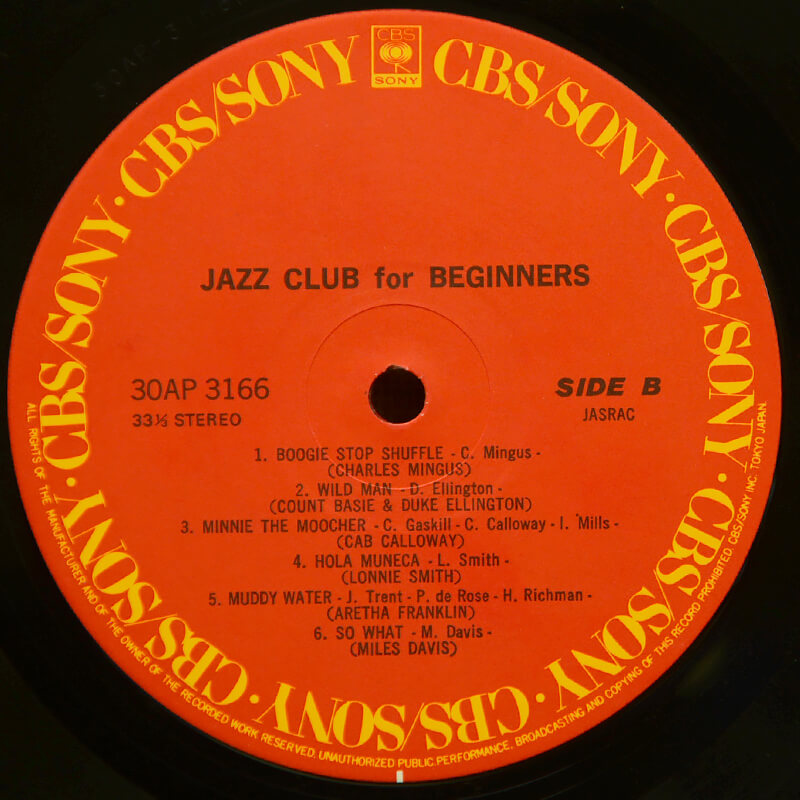 CBS
SONY
CBS/SONY · CBS/SONY · CBS/SONY · CBS/SONY · CBS/SONY · CBS/SONY · CBS/SONY · CBS/SONY
JAZZ CLUB for BEGINNERS
30AP 3166
33⅓ STEREO
SIDE B
JASRAC
1. BOOGIE STOP SHUFFLE - C. Mingus -
(CHARLES MINGUS)
2. WILD MAN - D. Ellington -
(COUNT BASIE & DUKE ELLINGTON)
3. MINNIE THE MOOCHER - C. Gaskill - C. Calloway - I. Mills -
(CAB CALLOWAY)
4. HOLA MUNECA - L. Smith -
(LONNIE SMITH)
5. MUDDY WATER - J. Trent - P. de Rose - H. Richman -
(ARETHA FRANKLIN)
6. SO WHAT - M. Davis -
(MILES DAVIS)
ALL RIGHTS OF THE MANUFACTURER AND OF THE OWNER OF THE RECORDED WORK RESERVED. UNAUTHORIZED PUBLIC PERFORMANCE, BROADCASTING AND COPYING OF THIS RECORD PROHIBITED. CBS/SONY INC. TOKYO JAPAN.